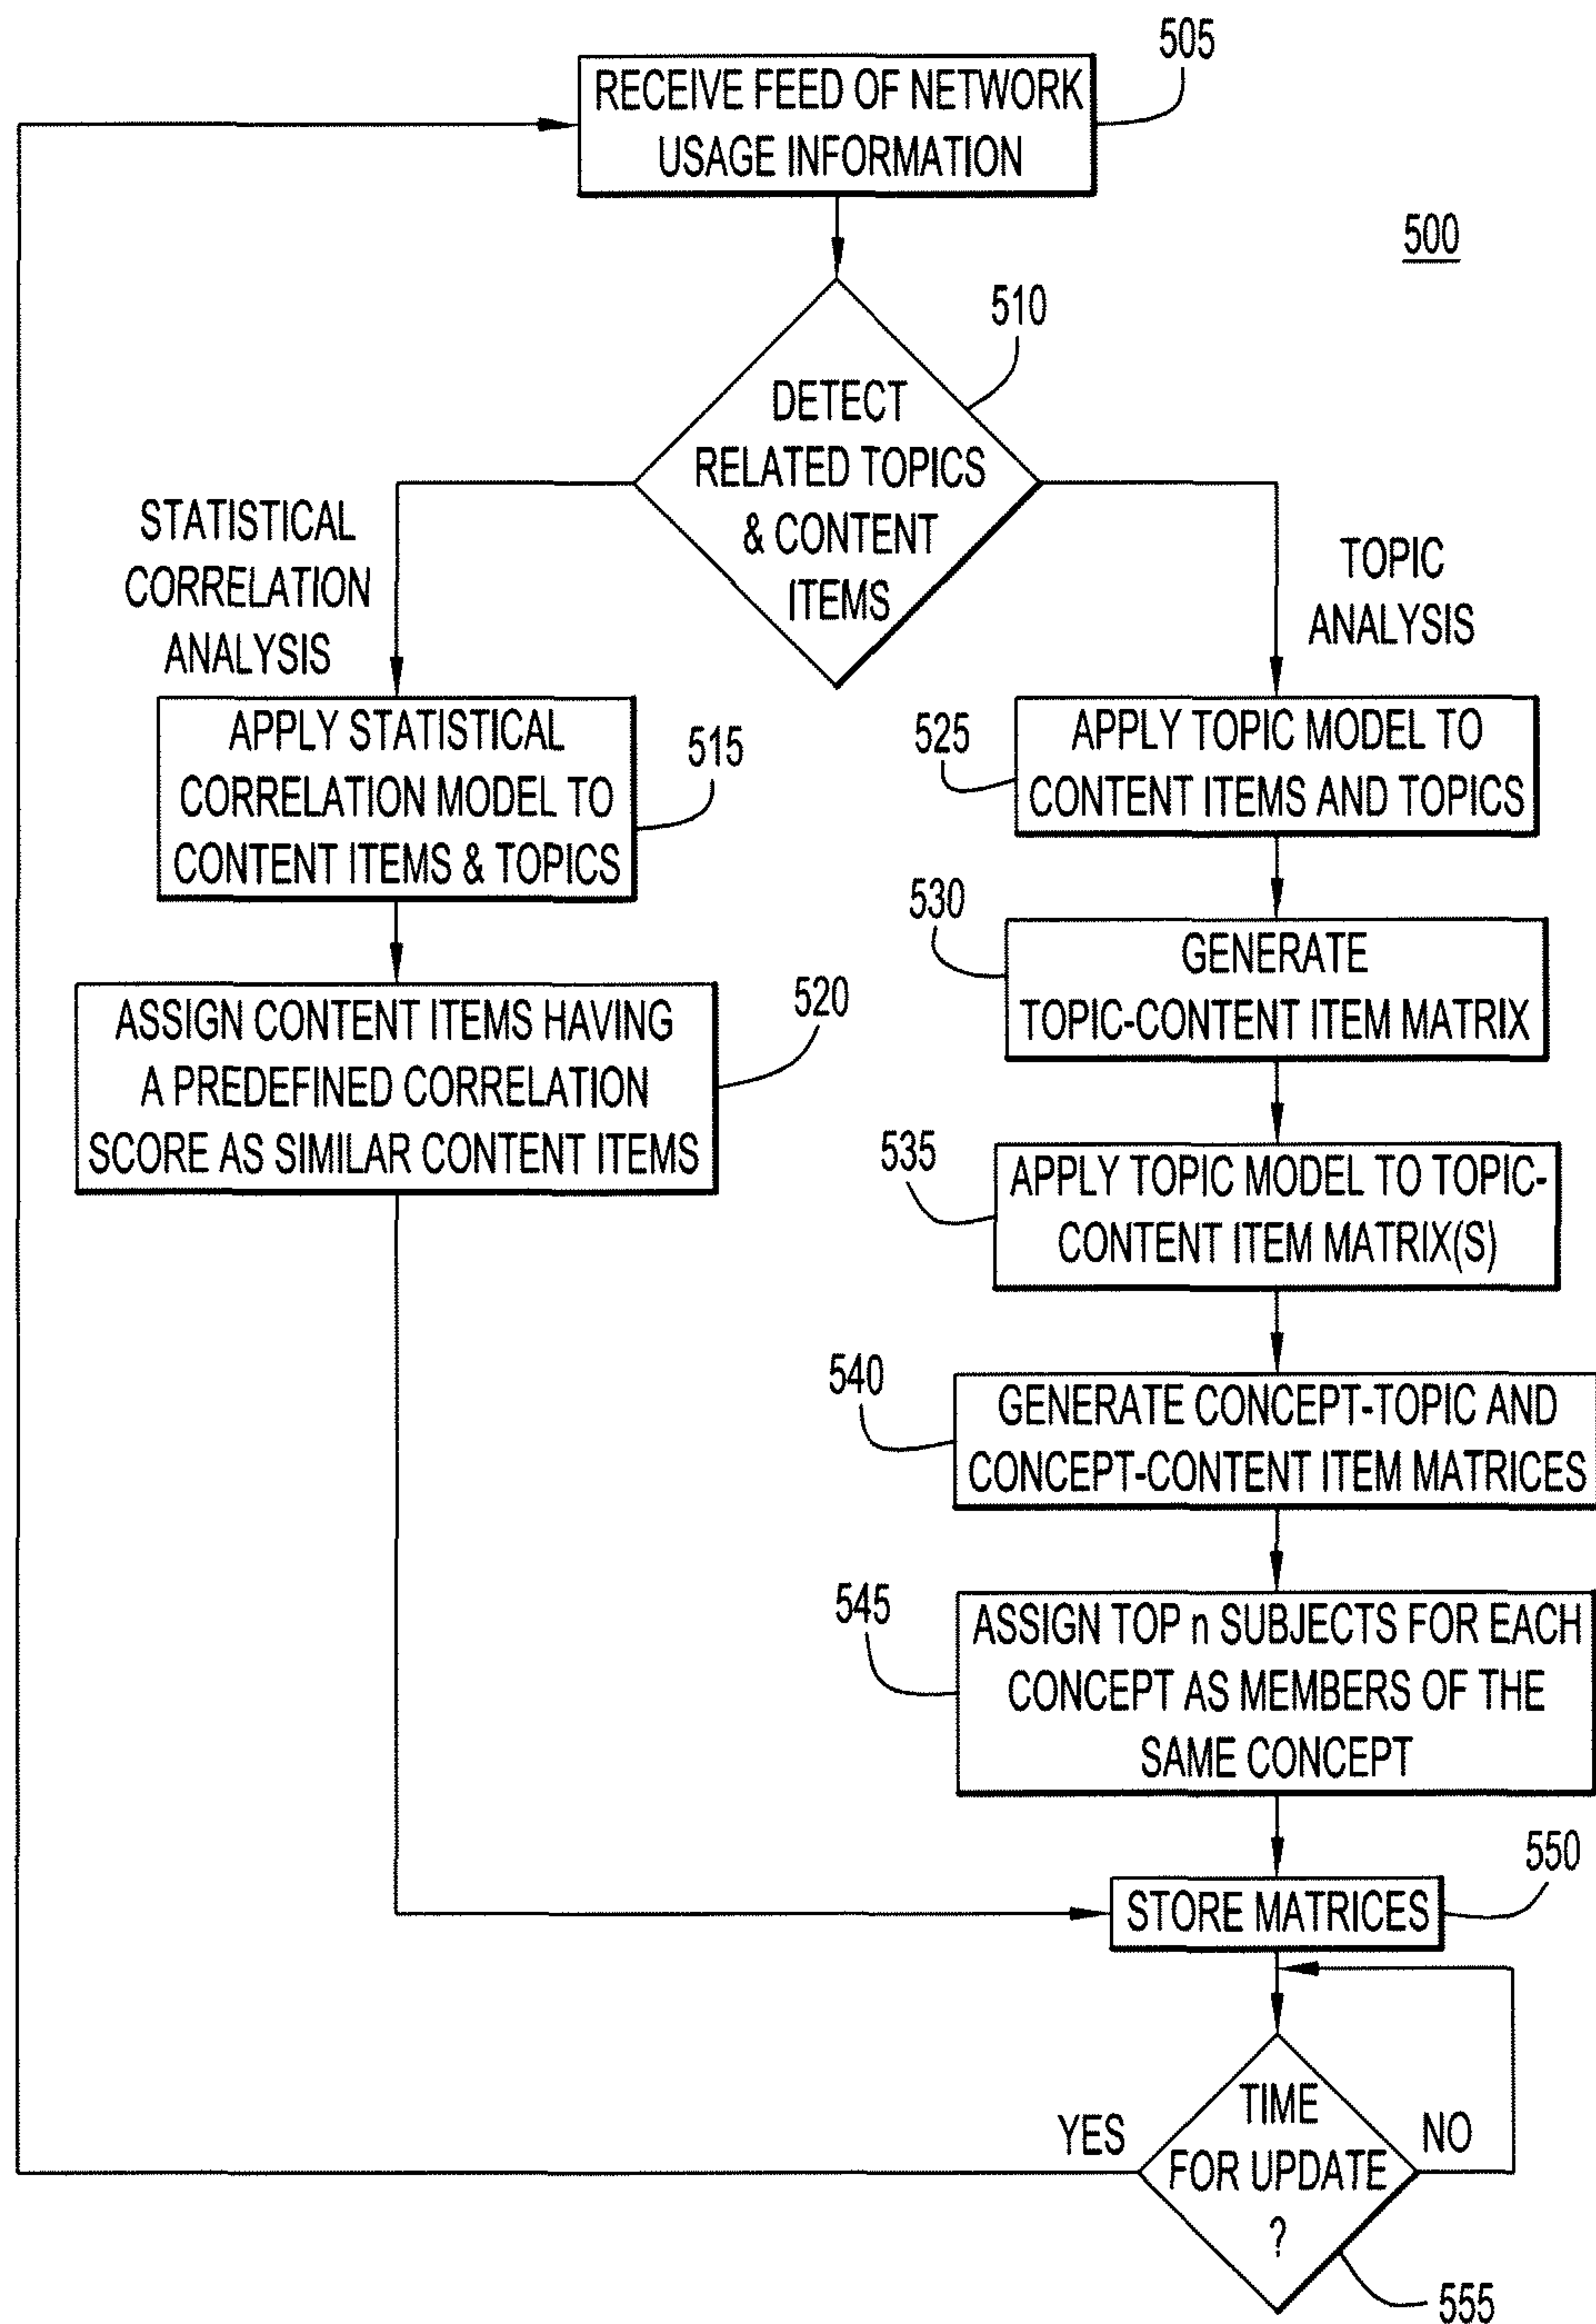 505
RECEIVE FEED OF NETWORK
USAGE INFORMATION
500
510
DETECT
RELATED TOPICS
& CONTENT
ITEMS
STATISTICAL
CORRELATION
ANALYSIS
TOPIC
ANALYSIS
APPLY STATISTICAL
CORRELATION MODEL TO
CONTENT ITEMS & TOPICS
515
525
APPLY TOPIC MODEL TO
CONTENT ITEMS AND TOPICS
530
GENERATE
TOPIC-CONTENT ITEM MATRIX
ASSIGN CONTENT ITEMS HAVING
A PREDEFINED CORRELATION
SCORE AS SIMILAR CONTENT ITEMS
520
535
APPLY TOPIC MODEL TO TOPIC-
CONTENT ITEM MATRIX(S)
540
GENERATE CONCEPT-TOPIC AND
CONCEPT-CONTENT ITEM MATRICES
545
ASSIGN TOP n SUBJECTS FOR EACH
CONCEPT AS MEMBERS OF THE
SAME CONCEPT
550
STORE MATRICES
YES
TIME
FOR UPDATE
?
NO
555